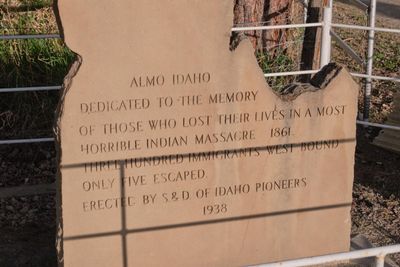 ALMO IDAHO
DEDICATED TO THE MEMORY
OF THOSE WHO LOST THEIR LIVES IN A MOST
HORRIBLE INDIAN MASSACRE 1861.
THREE HUNDRED IMMIGRANTS WEST BOUND
ONLY FIVE ESCAPED.
ERECTED BY S.& D. OF IDAHO PIONEERS
1938